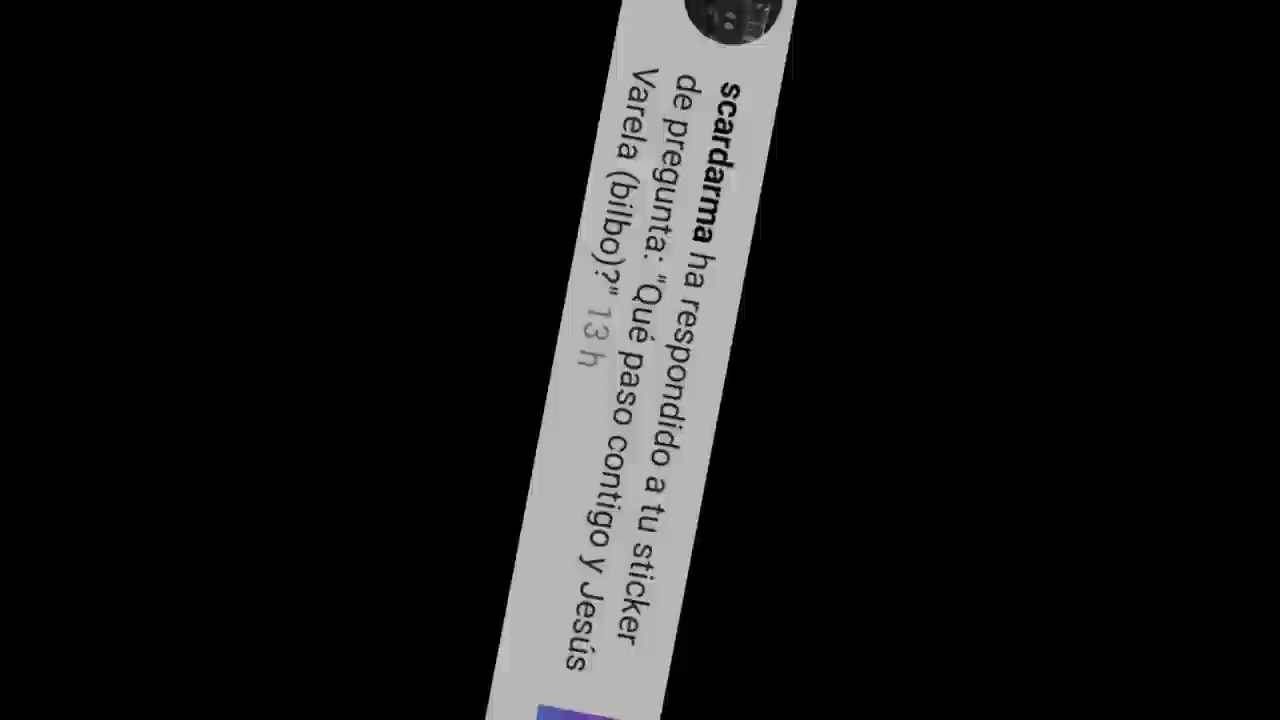 scardarma ha respondido a tu sticker
de pregunta: "Qué paso contigo y Jesús
Varela (bilbo)?" 13 h